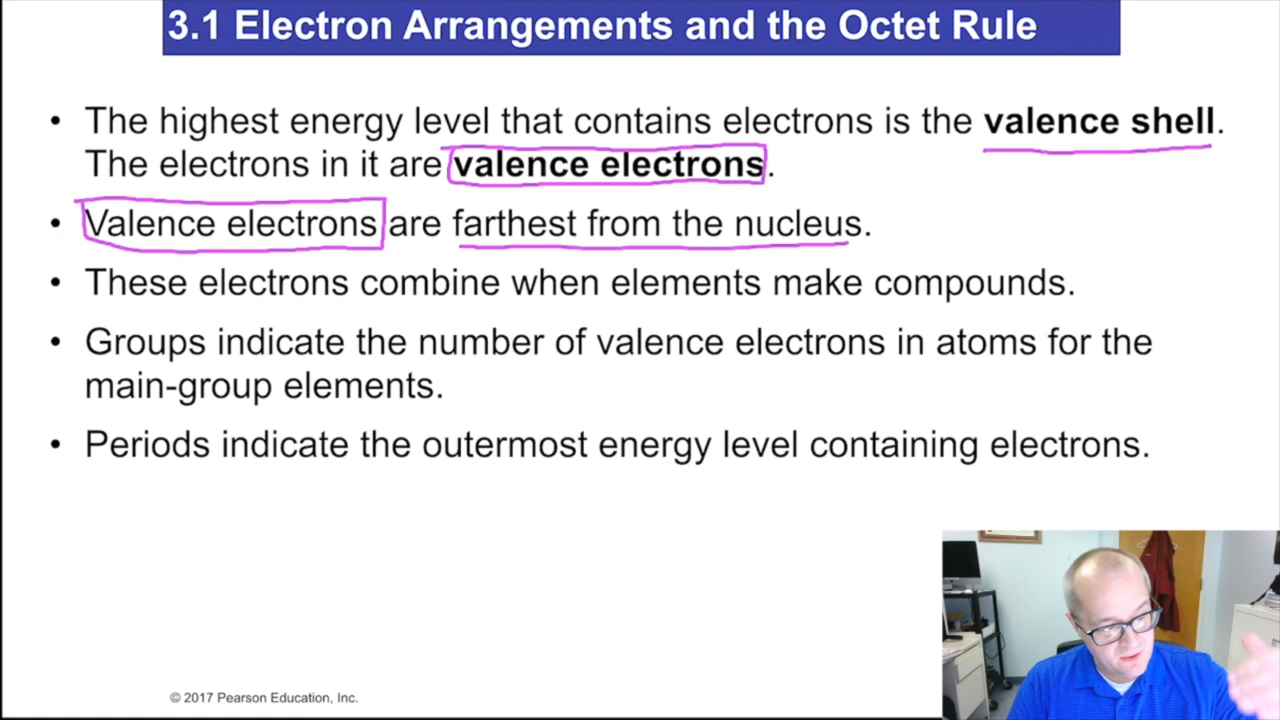 3.1 Electron Arrangements and the Octet Rule
• The highest energy level that contains electrons is the valence shell.
The electrons in it are valence electrons.
• Valence electrons are farthest from the nucleus.
• These electrons combine when elements make compounds.
• Groups indicate the number of valence electrons in atoms for the
main-group elements.
• Periods indicate the outermost energy level containing electrons.
© 2017 Pearson Education, Inc.